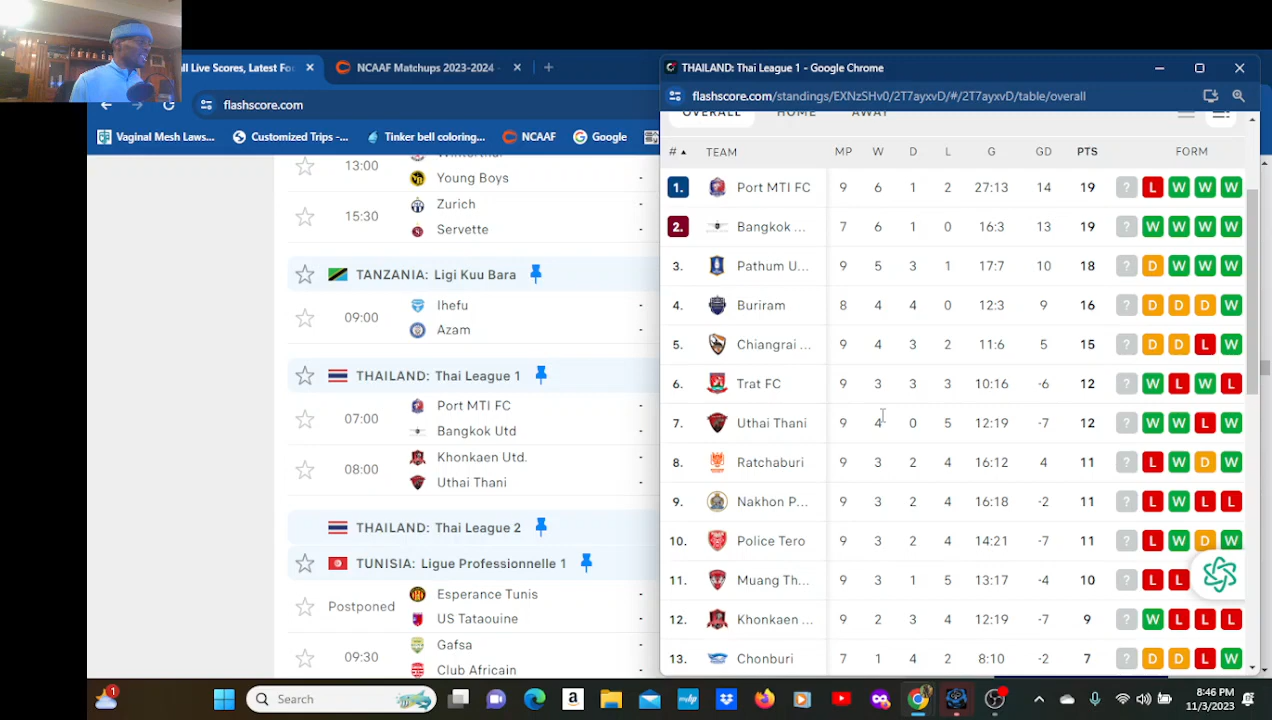 ll Live Scores, Latest Fo
NCAAF Matchups 2023-2024 -
flashscore.com
Vaginal Mesh Laws...
Customized Trips -...
Tinker bell coloring...
NCAAF
Google
13:00
Winterthur
Young Boys
-
15:30
Zurich
-
Servette
-
TANZANIA: Ligi Kuu Bara
09:00
Ihefu
-
Azam
-
THAILAND: Thai League 1
07:00
Port MTI FC
-
Bangkok Utd
-
08:00
Khonkaen Utd.
-
Uthai Thani
-
THAILAND: Thai League 2
TUNISIA: Ligue Professionnelle 1
Postponed
Esperance Tunis
-
US Tataouine
-
09:30
Gafsa
-
Club Africain
-
THAILAND: Thai League 1 - Google Chrome
flashscore.com/standings/EXNzSHv0/2T7ayxvD/#/2T7ayxvD/table/overall
OVERALL HOME AWAY
# TEAM MP W D L G GD PTS FORM
1. Port MTI FC 9 6 1 2 27:13 14 19 ? L W W W
2. Bangkok ... 7 6 1 0 16:3 13 19 ? W W W W
3. Pathum U... 9 5 3 1 17:7 10 18 ? D W W W
4. Buriram 8 4 4 0 12:3 9 16 ? D D D W
5. Chiangrai ... 9 4 3 2 11:6 5 15 ? D D L W
6. Trat FC 9 3 3 3 10:16 -6 12 ? W L W L
7. Uthai Thani 9 4 0 5 12:19 -7 12 ? W W L W
8. Ratchaburi 9 3 2 4 16:12 4 11 ? L W D W
9. Nakhon P... 9 3 2 4 16:18 -2 11 ? L W L L
10. Police Tero 9 3 2 4 14:21 -7 11 ? L W D W
11. Muang Th... 9 3 1 5 13:17 -4 10 ? L L
12. Khonkaen ... 9 2 3 4 12:19 -7 9 ? W L L L
13. Chonburi 7 1 4 2 8:10 -2 7 ? D D L W
1
Search
8:46 PM
11/3/2023